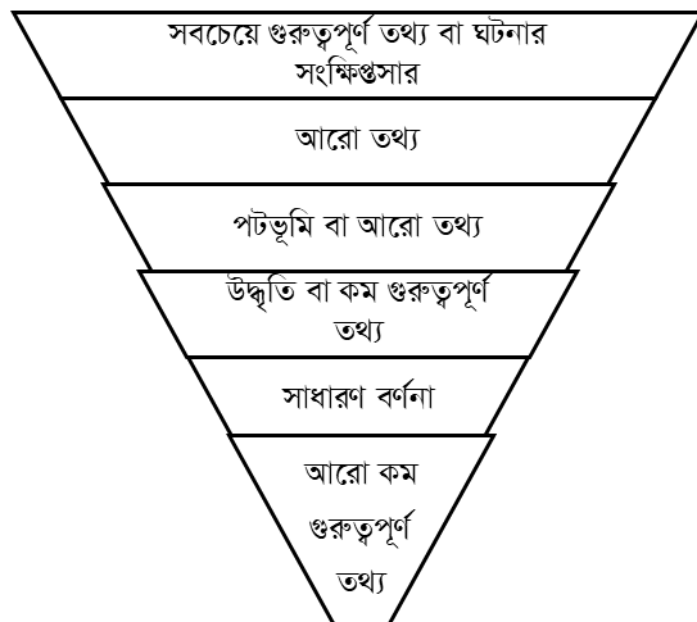 সবচেয়ে গুরুত্বপূর্ণ তথ্য বা ঘটনার
সংক্ষিপ্তসার
আরো তথ্য
পটভূমি বা আরো তথ্য
উদ্ধৃতি বা কম গুরুত্বপূর্ণ
তথ্য
সাধারণ বর্ণনা
আরো কম
গুরুত্বপূর্ণ
তথ্য